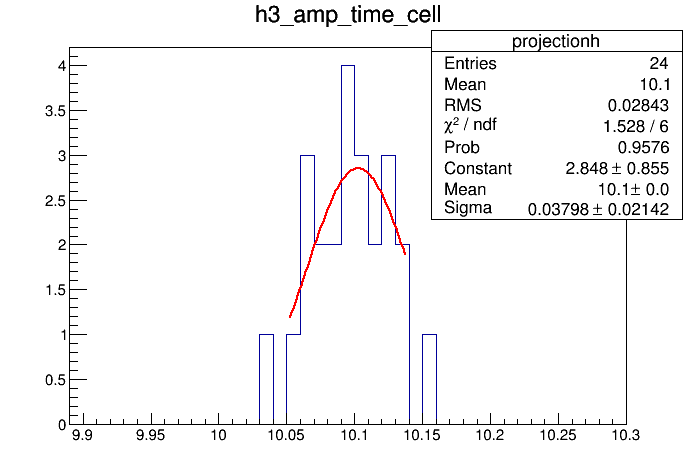 h3_amp_time_cell
projectionh
Entries 24
Mean 10.1
RMS 0.02843
χ² / ndf 1.528 / 6
Prob 0.9576
Constant 2.848 ± 0.855
Mean 10.1 ± 0.0
Sigma 0.03798 ± 0.02142
4
3.5
3
2.5
2
1.5
1
0.5
0
9.9 9.95 10 10.05 10.1 10.15 10.2 10.25 10.3